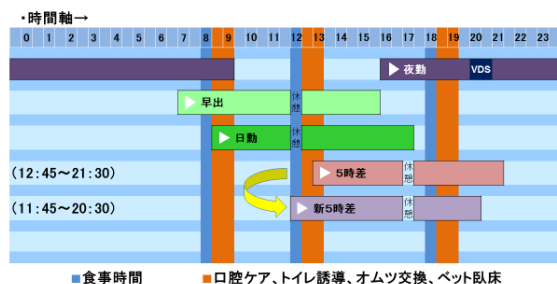 ・時間軸→
0 1 2 3 4 5 6 7 8 9 10 11 12 13 14 15 16 17 18 19 20 21 22 23
夜勤 VDS
早出 休憩
日勤 休憩
(12:45～21:30) 5時差 休憩
(11:45～20:30) 新5時差 休憩
■食事時間 ■口腔ケア、トイレ誘導、オムツ交換、ベット臥床